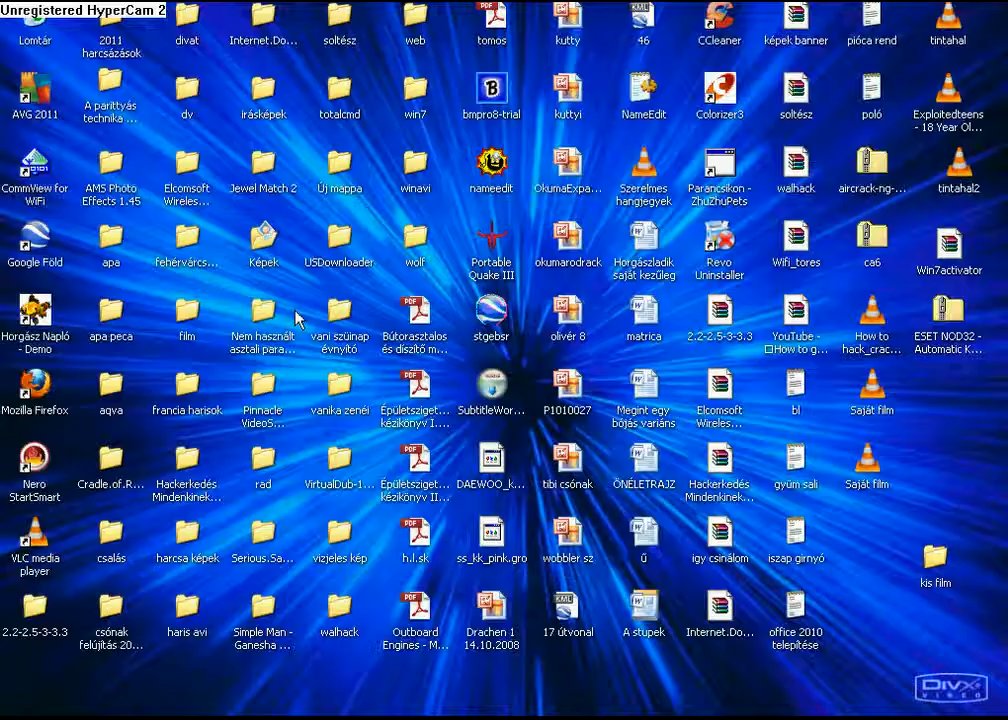 Unregistered HyperCam 2
Lomtár
2011
harcsázások
divat
Internet.Do...
soltész
web
tomos
kutty
46
CCleaner
képek banner
pióca rend
tintahal
AVG 2011
A parittyás
technika ...
dv
írásképek
totalcmd
win7
bmpro8-trial
kuttyi
NameEdit
Colorizer3
soltész
poló
Exploitedteens
- 18 Year Ol...
CommView for
WiFi
AMS Photo
Effects 1.45
Elcomsoft
Wireles...
Jewel Match 2
Új mappa
winavi
nameedit
OkumaExpa...
Szerelmes
hangjegyek
Parancsikon -
ZhuZhuPets
walhack
aircrack-ng-...
tintahal2
Google Föld
apa
fehérvárcs...
Képek
USDownloader
wolf
Portable
Quake III
okumarodrack
Horgászladik
saját kezűleg
Revo
Uninstaller
Wifi_tores
ca6
Win7activator
Horgász Napló
- Demo
apa peca
film
Nem használt
asztali para...
vani szüinap
évnyitó
Bútorasztalos
és díszítő m...
stgebsr
olivér 8
matrica
2.2-2.5-3-3.3
YouTube -
□How to g...
How to
hack_crac...
ESET NOD32 -
Automatic K...
Mozilla Firefox
aqva
francia harisok
Pinnacle
VideoS...
vanika zenéi
Épületsziget...
kézikönyv I....
SubtitleWor...
P1010027
Megint egy
bójás variáns
Elcomsoft
Wireles...
bl
Saját film
Nero
StartSmart
Cradle.of.R...
Hackerkedés
Mindenkinek...
rad
VirtualDub-1...
Épületsziget...
kézikönyv II...
DAEWOO_k...
tibi csónak
ÖNÉLETRAJZ
Hackerkedés
Mindenkinek...
gyüm sali
Saját film
VLC media
player
csalás
harcsa képek
Serious.Sa...
vizjeles kép
h.l.sk
ss_kk_pink.gro
wobbler sz
ű
igy csinálom
iszap girnyó
kis film
2.2-2.5-3-3.3
csónak
felújítás 20...
haris avi
Simple Man -
Ganesha ...
walhack
Outboard
Engines - M...
Drachen 1
14.10.2008
17 útvonal
A stupek
Internet.Do...
office 2010
telepítése
DIVX
VIDEO